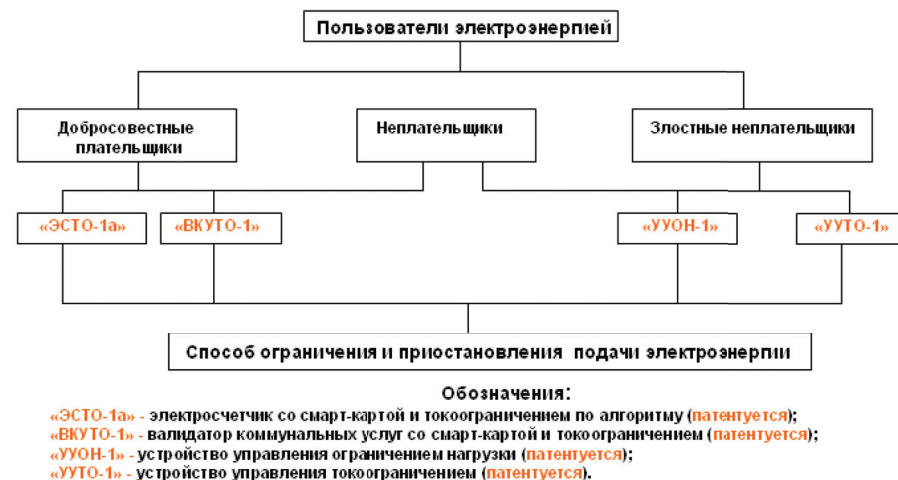 Пользователи электроэнергией
Добросовестные
плательщики
Неплательщики
Злостные неплательщики
«ЭСТО-1а»
«ВКУТО-1»
«УУОН-1»
«УУТО-1»
Способ ограничения и приостановления подачи электроэнергии
Обозначения:
«ЭСТО-1а» - электросчетчик со смарт-картой и токоограничением по алгоритму (патентуется);
«ВКУТО-1» - валидатор коммунальных услуг со смарт-картой и токоограничением (патентуется);
«УУОН-1» - устройство управления ограничением нагрузки (патентуется);
«УУТО-1» - устройство управления токоограничением (патентуется).